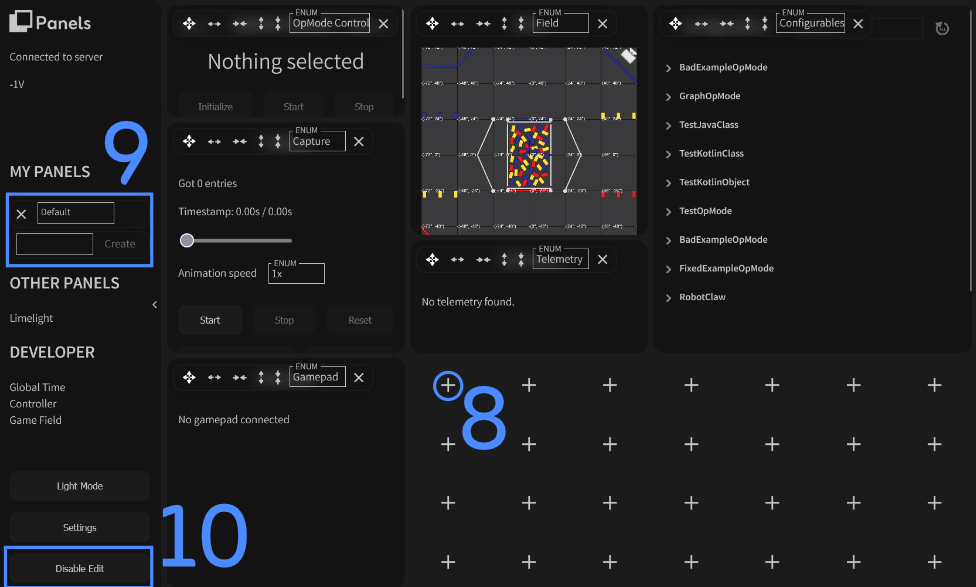 Panels
Connected to server
-1V
9
MY PANELS
Default
Create
OTHER PANELS
Limelight
DEVELOPER
Global Time
Controller
Game Field
Light Mode
Settings
Disable Edit
10
ENUM
OpMode Control
Nothing selected
Initialize
Start
Stop
ENUM
Capture
Got 0 entries
Timestamp: 0.00s / 0.00s
Animation speed
ENUM
1x
Start
Stop
Reset
ENUM
Gamepad
No gamepad connected
ENUM
Field
ENUM
Telemetry
No telemetry found.
ENUM
Configurables
BadExampleOpMode
GraphOpMode
TestJavaClass
TestKotlinClass
TestKotlinObject
TestOpMode
BadExampleOpMode
FixedExampleOpMode
RobotClaw
8